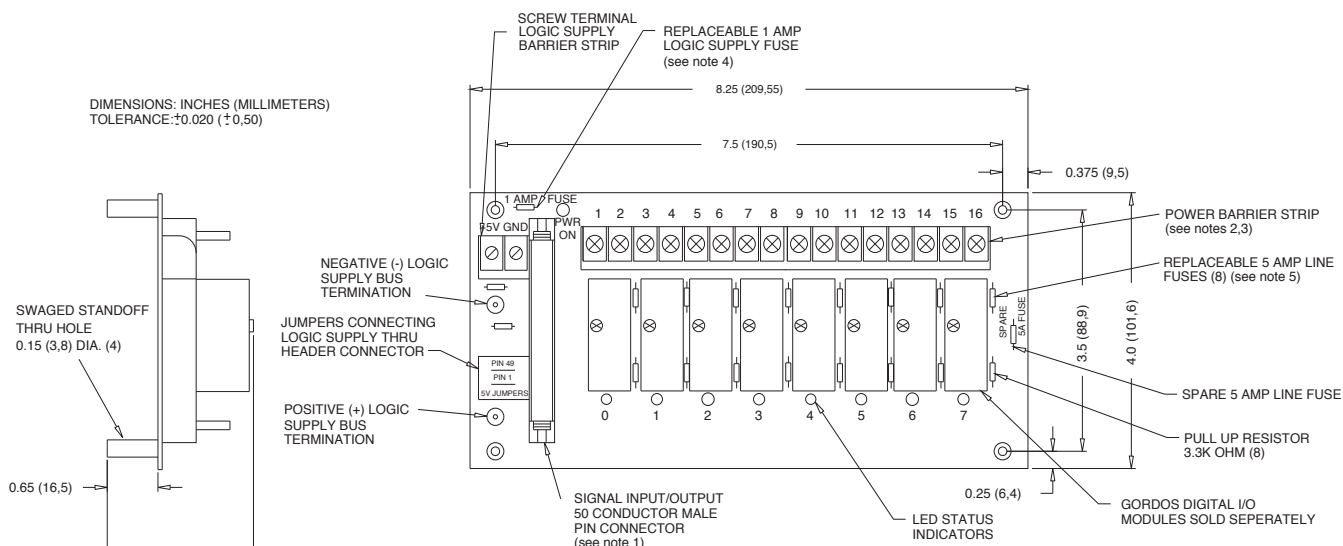 SCREW TERMINAL
LOGIC SUPPLY
BARRIER STRIP
REPLACEABLE 1 AMP
LOGIC SUPPLY FUSE
(see note 4)
DIMENSIONS: INCHES (MILLIMETERS)
TOLERANCE:±0.020 (±0,50)
8.25 (209,55)
7.5 (190,5)
0.375 (9,5)
1 AMP FUSE
+5V GND
PWR
ON
1 2 3 4 5 6 7 8 9 10 11 12 13 14 15 16
POWER BARRIER STRIP
(see notes 2,3)
REPLACEABLE 5 AMP LINE
FUSES (8) (see note 5)
NEGATIVE (-) LOGIC
SUPPLY BUS
TERMINATION
SWAGED STANDOFF
THRU HOLE
0.15 (3,8) DIA. (4)
JUMPERS CONNECTING
LOGIC SUPPLY THRU
HEADER CONNECTOR
PIN 49
PIN 1
5V JUMPERS
SPARE
5A FUSE
3.5 (88,9)
4.0 (101,6)
SPARE 5 AMP LINE FUSE
POSITIVE (+) LOGIC
SUPPLY BUS
TERMINATION
0 1 2 3 4 5 6 7
PULL UP RESISTOR
3.3K OHM (8)
0.65 (16,5)
0.25 (6,4)
SIGNAL INPUT/OUTPUT
50 CONDUCTOR MALE
PIN CONNECTOR
(see note 1)
LED STATUS
INDICATORS
GORDOS DIGITAL I/O
MODULES SOLD SEPERATELY